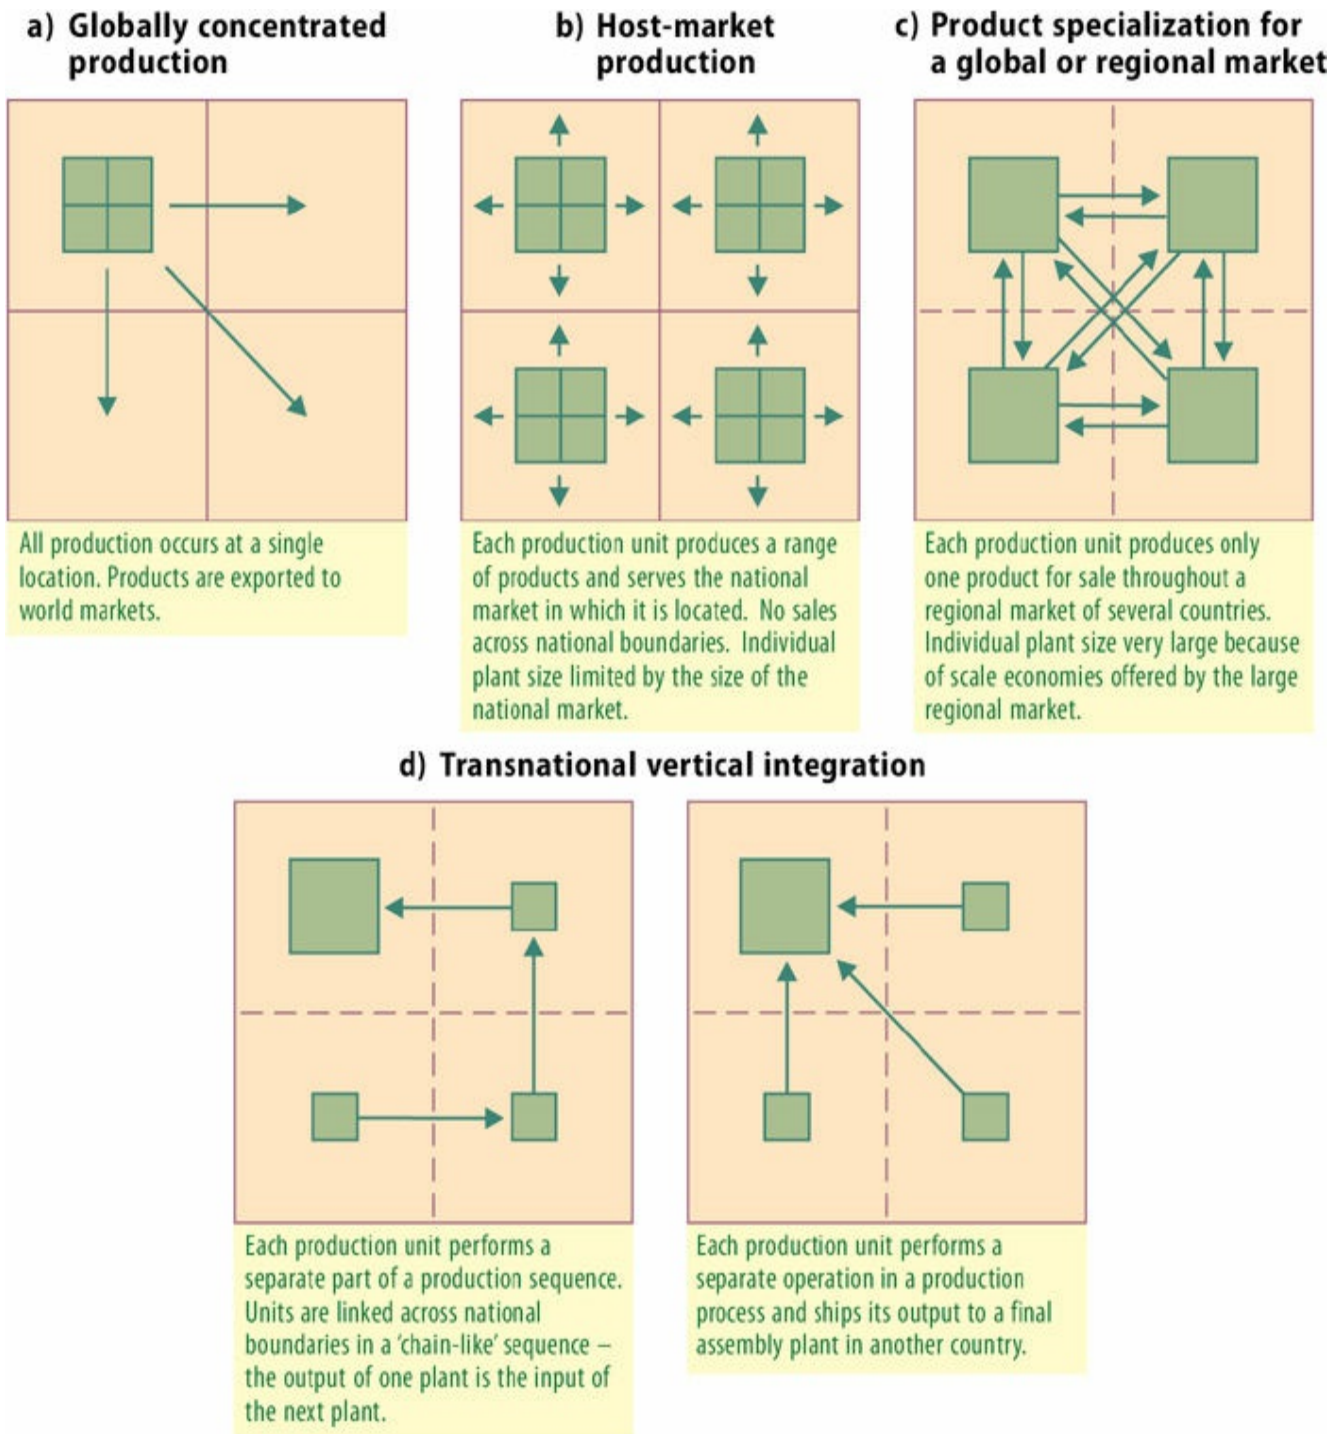 a) Globally concentrated
production
b) Host-market
production
c) Product specialization for
a global or regional market
All production occurs at a single
location. Products are exported to
world markets.
Each production unit produces a range
of products and serves the national
market in which it is located. No sales
across national boundaries. Individual
plant size limited by the size of the
national market.
Each production unit produces only
one product for sale throughout a
regional market of several countries.
Individual plant size very large because
of scale economies offered by the large
regional market.
d) Transnational vertical integration
Each production unit performs a
separate part of a production sequence.
Units are linked across national
boundaries in a ‘chain-like’ sequence –
the output of one plant is the input of
the next plant.
Each production unit performs a
separate operation in a production
process and ships its output to a final
assembly plant in another country.